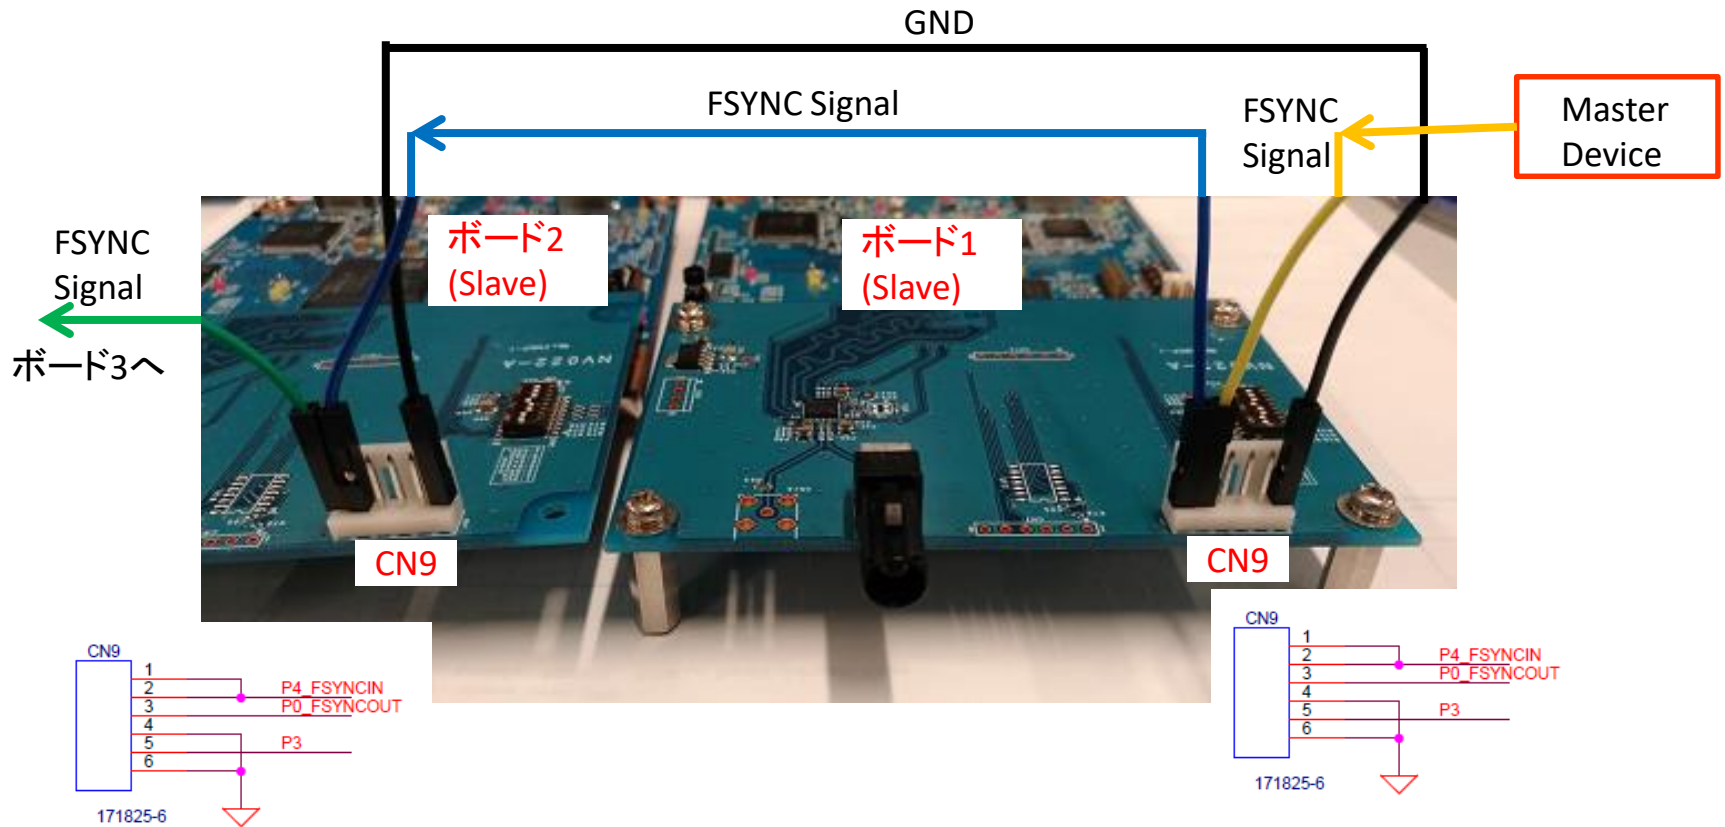 GND
FSYNC Signal
FSYNC
Signal
Master
Device
ボード2
(Slave)
ボード1
(Slave)
FSYNC
Signal
ボード3へ
NV022-A
CN9
CN9
CN9
1
2
3
4
5
6
P4_FSYNCIN
P0_FSYNCOUT
P3
171825-6
CN9
1
2
3
4
5
6
P4_FSYNCIN
P0_FSYNCOUT
P3
171825-6